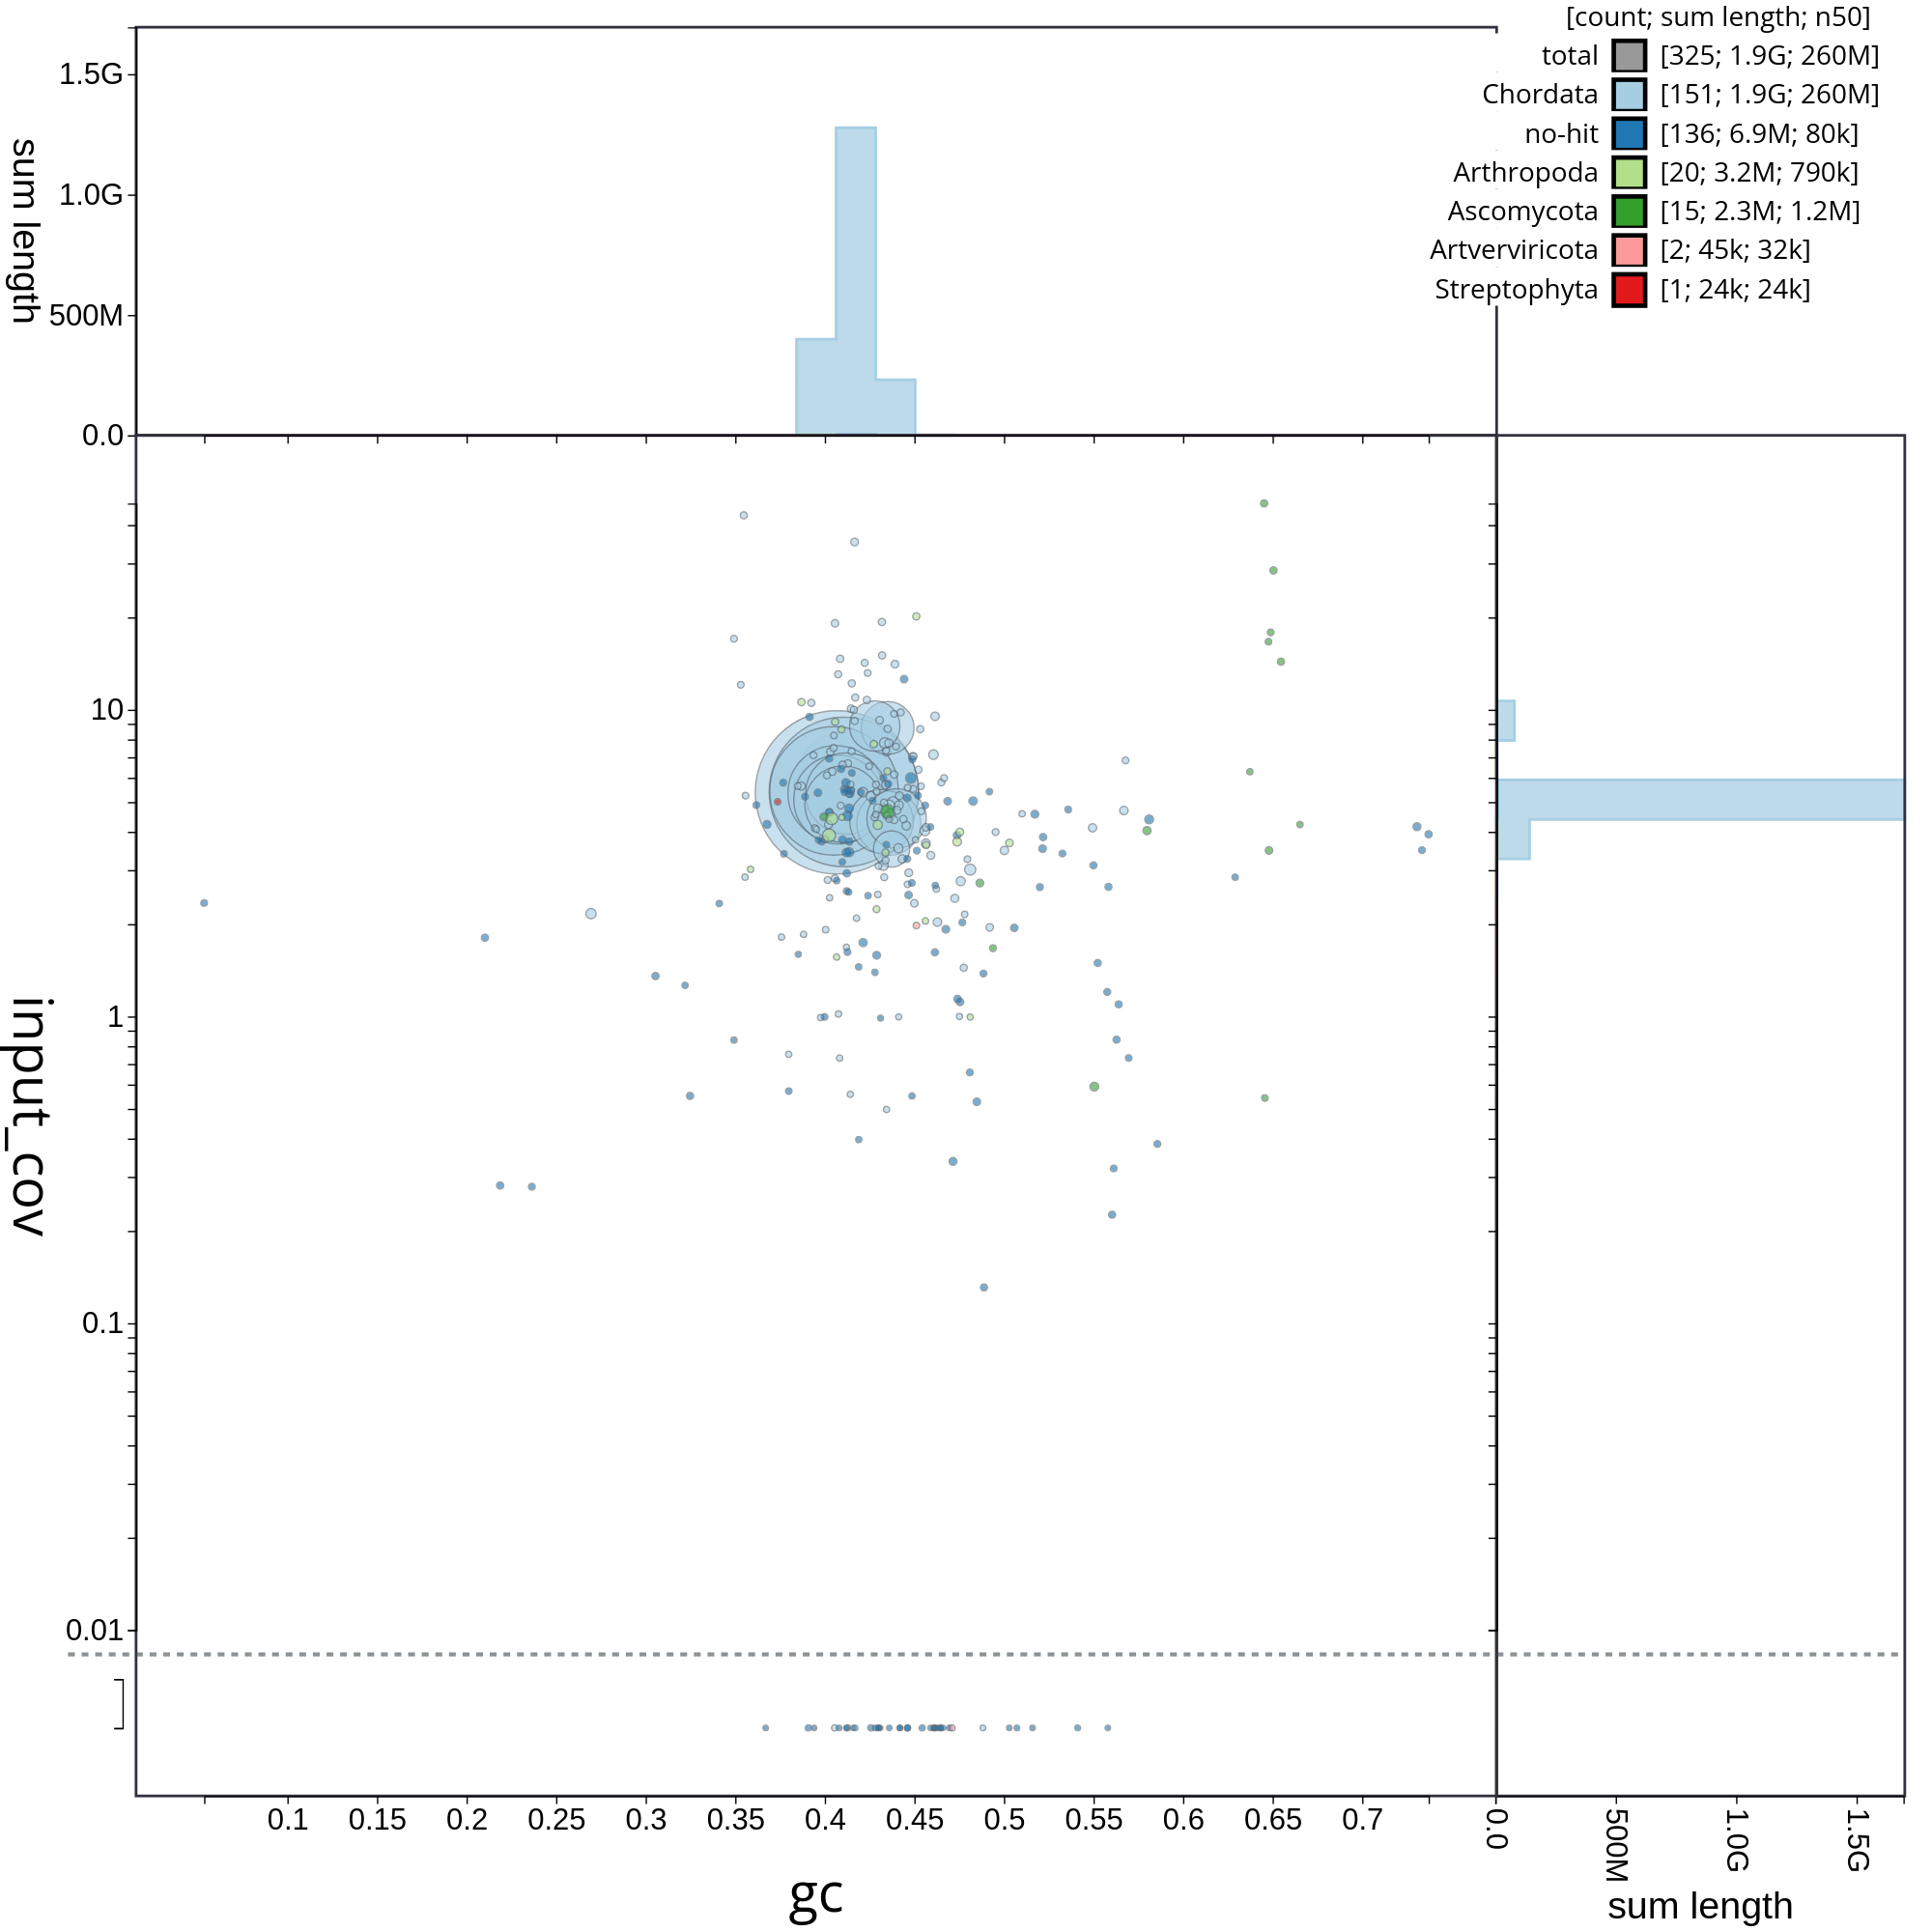 [count; sum length; n50]
total [325; 1.9G; 260M]
Chordata [151; 1.9G; 260M]
no-hit [136; 6.9M; 80k]
Arthropoda [20; 3.2M; 790k]
Ascomycota [15; 2.3M; 1.2M]
Artverviricota [2; 45k; 32k]
Streptophyta [1; 24k; 24k]
sum length
1.5G
1.0G
500M
0.0
input_cov
10
1
0.1
0.01
0.1 0.15 0.2 0.25 0.3 0.35 0.4 0.45 0.5 0.55 0.6 0.65 0.7
gc
0.0 500M 1.0G 1.5G
sum length